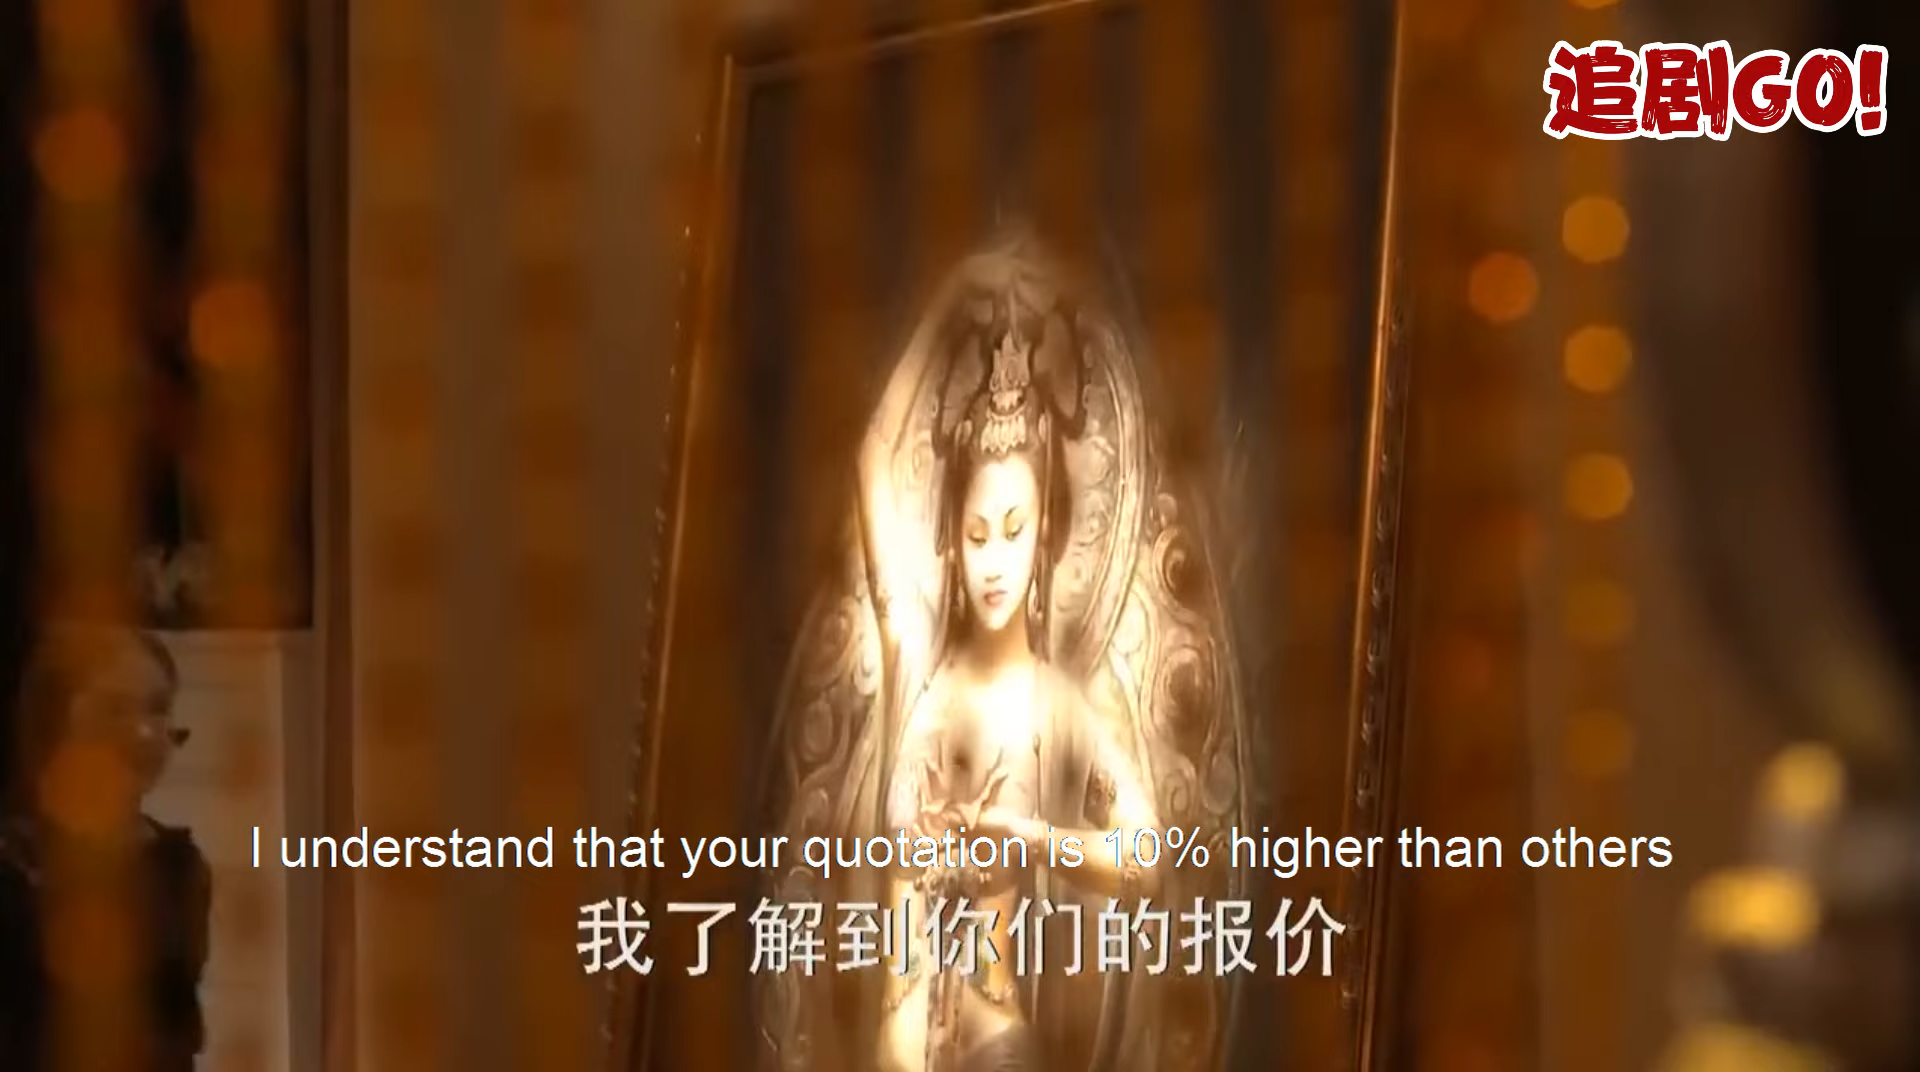 追剧GO!
I understand that your quotation is 10% higher than others
我了解到你们的报价